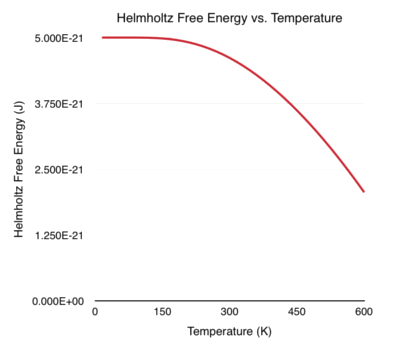 Helmholtz Free Energy vs. Temperature
5.000E-21
3.750E-21
2.500E-21
1.250E-21
0.000E+00
Helmholtz Free Energy (J)
0 150 300 450 600
Temperature (K)